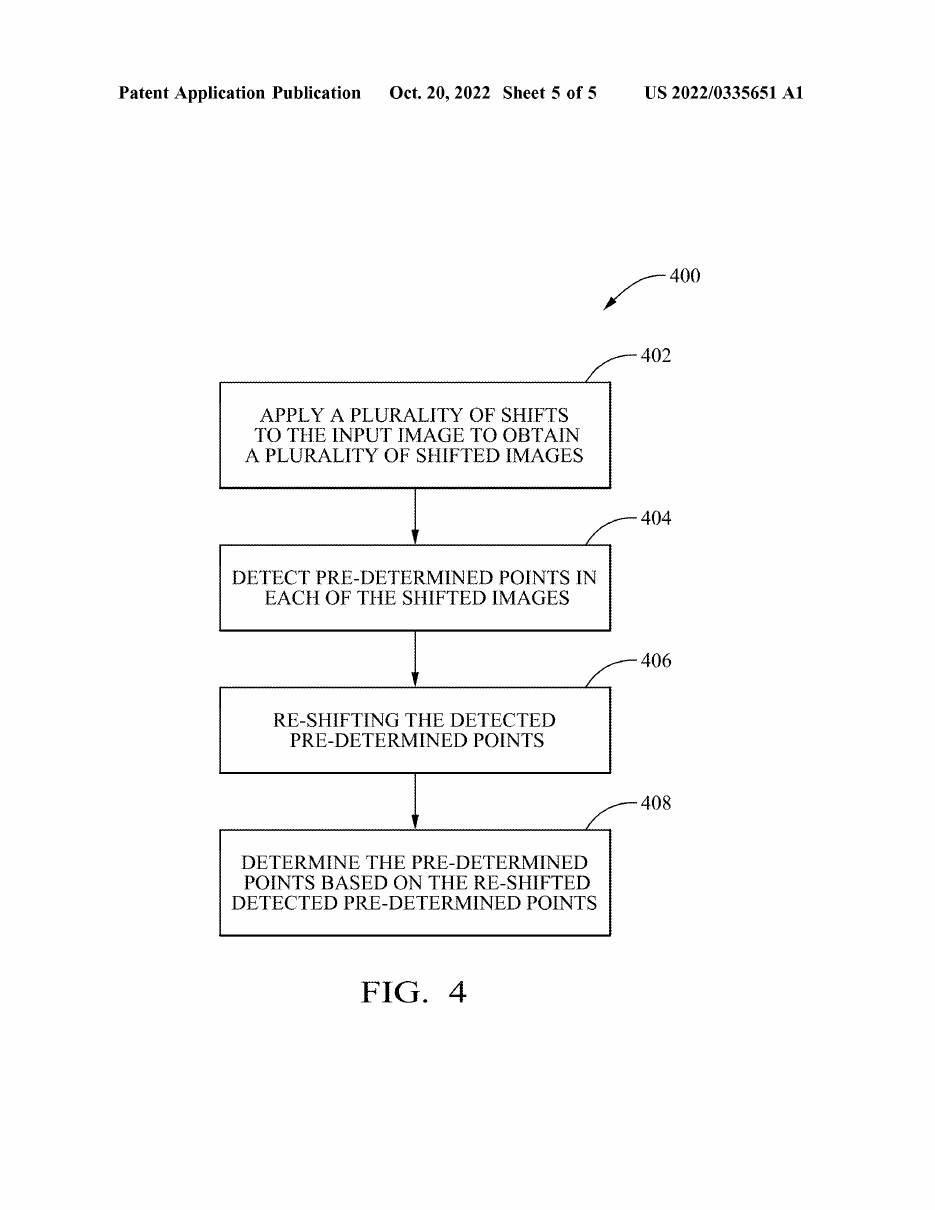 Patent Application Publication Oct. 20, 2022 Sheet 5 of 5 US 2022/0335651 A1
400
402
APPLY A PLURALITY OF SHIFTS
TO THE INPUT IMAGE TO OBTAIN
A PLURALITY OF SHIFTED IMAGES
404
DETECT PRE-DETERMINED POINTS IN
EACH OF THE SHIFTED IMAGES
406
RE-SHIFTING THE DETECTED
PRE-DETERMINED POINTS
408
DETERMINE THE PRE-DETERMINED
POINTS BASED ON THE RE-SHIFTED
DETECTED PRE-DETERMINED POINTS
FIG. 4